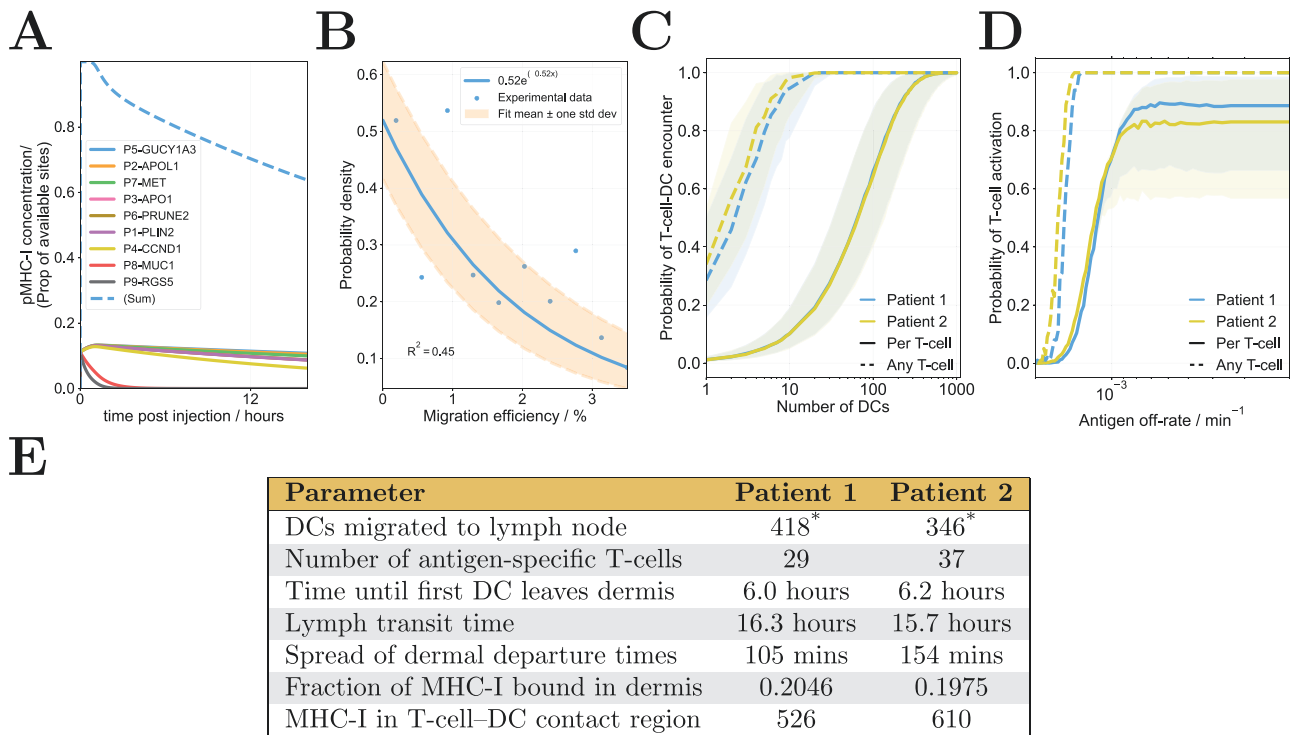 A
pMHC-I concentration/
(Prop of available sites)
0.8
0.6
0.4
0.2
0.0
0
12
time post injection / hours
P5-GUCY1A3
P2-APOL1
P7-MET
P3-APO1
P6-PRUNE2
P1-PLIN2
P4-CCND1
P8-MUC1
P9-RGS5
(Sum)
B
Probability density
0.6
0.5
0.4
0.3
0.2
0.1
0
1
2
3
Migration efficiency / %
0.52e^(-0.52x)
Experimental data
Fit mean ± one std dev
R² = 0.45
C
Probability of T-cell-DC encounter
1.0
0.8
0.6
0.4
0.2
0.0
1
10
100
1000
Number of DCs
Patient 1
Patient 2
Per T-cell
Any T-cell
D
Probability of T-cell activation
1.0
0.8
0.6
0.4
0.2
0.0
10⁻³
Antigen off-rate / min⁻¹
Patient 1
Patient 2
Per T-cell
Any T-cell
E
Parameter Patient 1 Patient 2
DCs migrated to lymph node 418* 346*
Number of antigen-specific T-cells 29 37
Time until first DC leaves dermis 6.0 hours 6.2 hours
Lymph transit time 16.3 hours 15.7 hours
Spread of dermal departure times 105 mins 154 mins
Fraction of MHC-I bound in dermis 0.2046 0.1975
MHC-I in T-cell–DC contact region 526 610